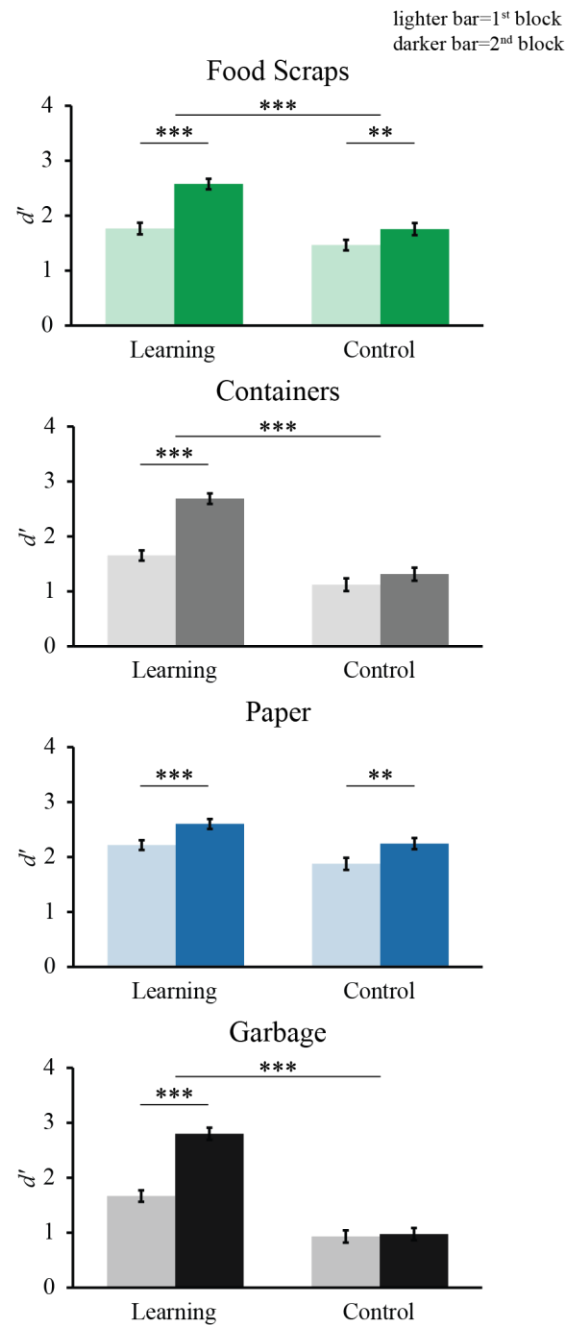 lighter bar=1st block
darker bar=2nd block
Food Scraps
4
***
***
**
3
d'
2
1
0
Learning Control
Containers
4
***
***
3
d'
2
1
0
Learning Control
Paper
4
***
**
3
d'
2
1
0
Learning Control
Garbage
4
***
***
3
d'
2
1
0
Learning Control